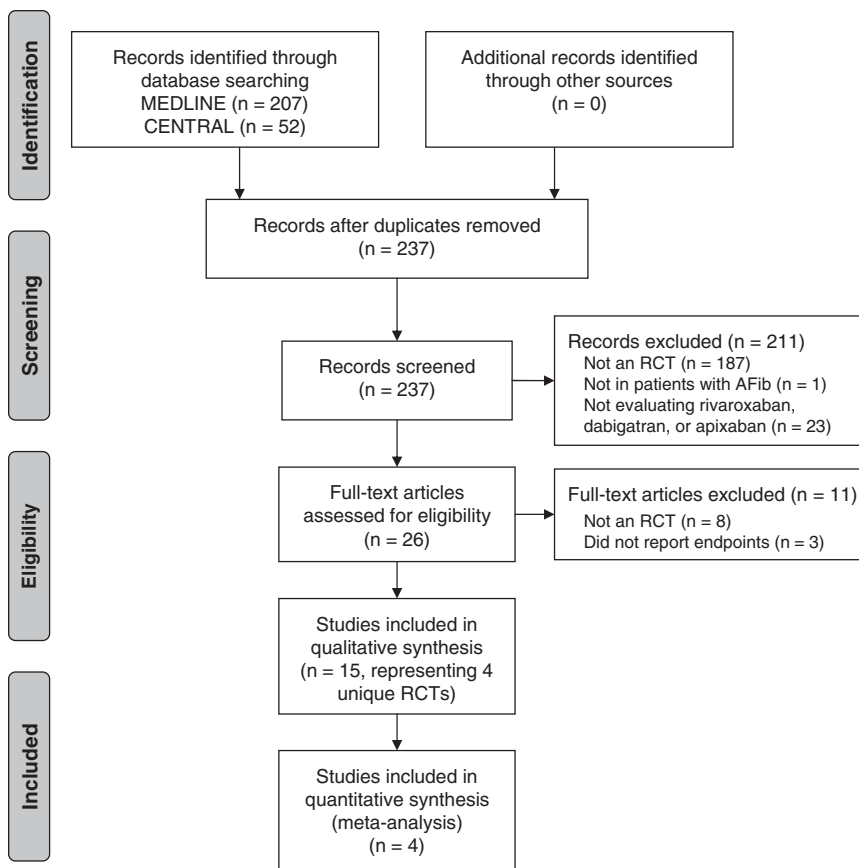 Identification
Records identified through
database searching
MEDLINE (n = 207)
CENTRAL (n = 52)
Additional records identified
through other sources
(n = 0)
Records after duplicates removed
(n = 237)
Screening
Records screened
(n = 237)
Records excluded (n = 211)
Not an RCT (n = 187)
Not in patients with AFib (n = 1)
Not evaluating rivaroxaban,
dabigatran, or apixaban (n = 23)
Eligibility
Full-text articles
assessed for eligibility
(n = 26)
Full-text articles excluded (n = 11)
Not an RCT (n = 8)
Did not report endpoints (n = 3)
Studies included in
qualitative synthesis
(n = 15, representing 4
unique RCTs)
Included
Studies included in
quantitative synthesis
(meta-analysis)
n = 4